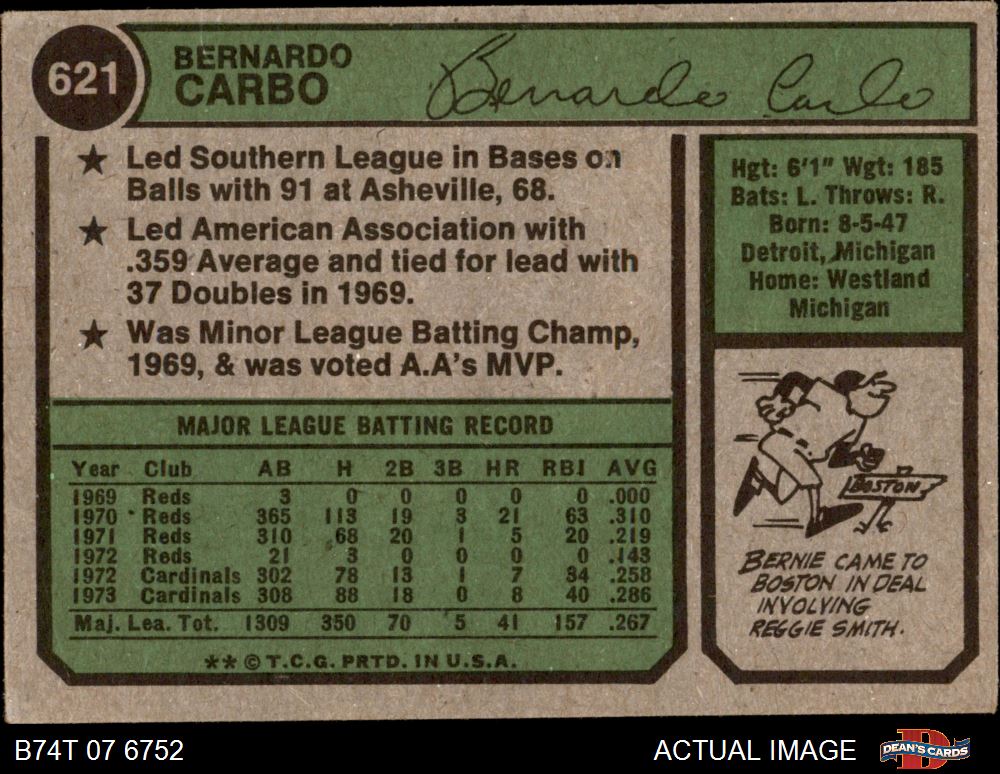 621
BERNARDO
CARBO
Bernardo Carbo
★ Led Southern League in Bases on
Balls with 91 at Asheville, 68.
★ Led American Association with
.359 Average and tied for lead with
37 Doubles in 1969.
★ Was Minor League Batting Champ,
1969, & was voted A.A's MVP.
Hgt: 6'1" Wgt: 185
Bats: L. Throws: R.
Born: 8-5-47
Detroit, Michigan
Home: Westland
Michigan
MAJOR LEAGUE BATTING RECORD
Year Club AB H 2B 3B HR RBI AVG
1969 Reds 3 0 0 0 0 0 .000
1970 Reds 365 113 19 3 21 63 .310
1971 Reds 310 68 20 1 5 20 .219
1972 Reds 21 3 0 0 0 0 .143
1972 Cardinals 302 78 13 1 7 34 .258
1973 Cardinals 308 88 18 0 8 40 .286
Maj. Lea. Tot. 1309 350 70 5 41 157 .267
** © T.C.G. PRTD. IN U.S.A.
BOSTON
BERNIE CAME TO
BOSTON IN DEAL
INVOLVING
REGGIE SMITH.
B74T 07 6752
ACTUAL IMAGE
D
DEAN'S CARDS